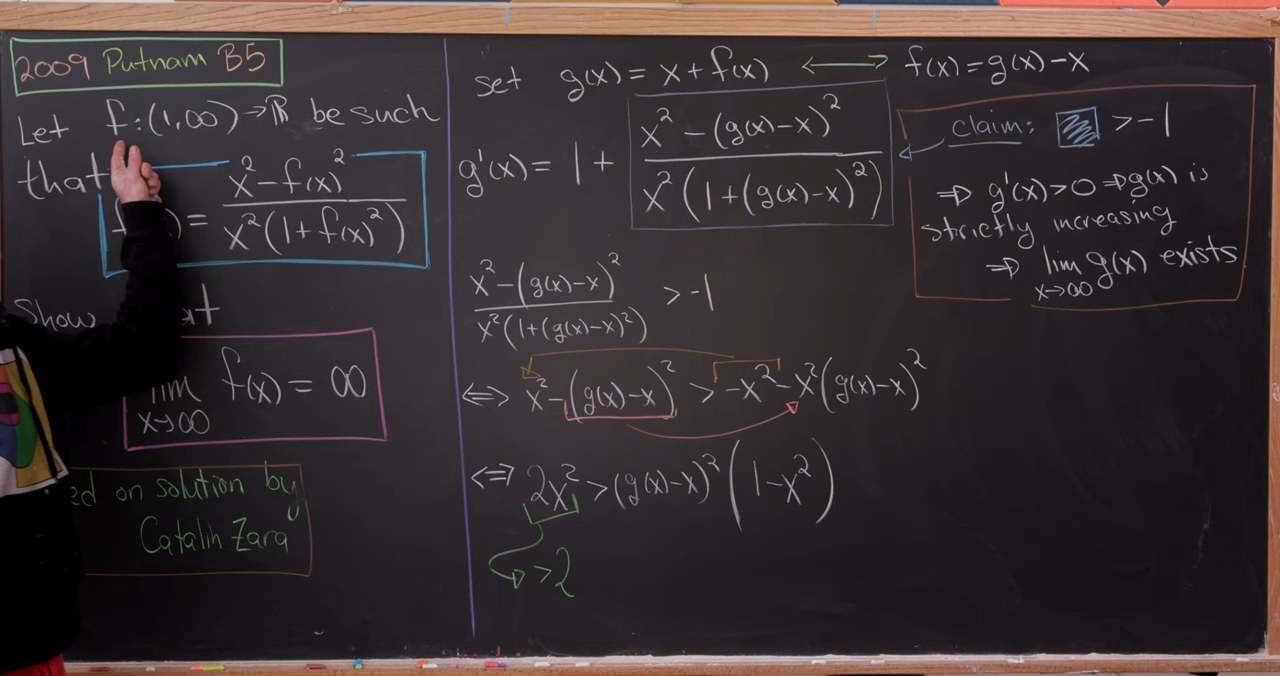 2009 Putnam B5
Let f:(1,∞)→ℝ be such
that
x² - f(x)²
) = ―――――――
x²(1+f(x)²)
Show
lim f(x) = ∞
x→∞
on solution by
Catalin Zara
set g(x) = x + f(x) ⟷ f(x) = g(x) - x
g'(x) = 1 + (x² - (g(x)-x)²) / (x²(1+(g(x)-x)²))
(x² - (g(x)-x)²) / (x²(1+(g(x)-x)²)) > -1
⟺ x² - (g(x)-x)² > -x² - x²(g(x)-x)²
⟺ 2x² > (g(x)-x)² (1-x²)
>2
claim: > -1
⇒ g'(x)>0 ⇒ g(x) is
strictly increasing
⇒ lim g(x) exists
x→∞